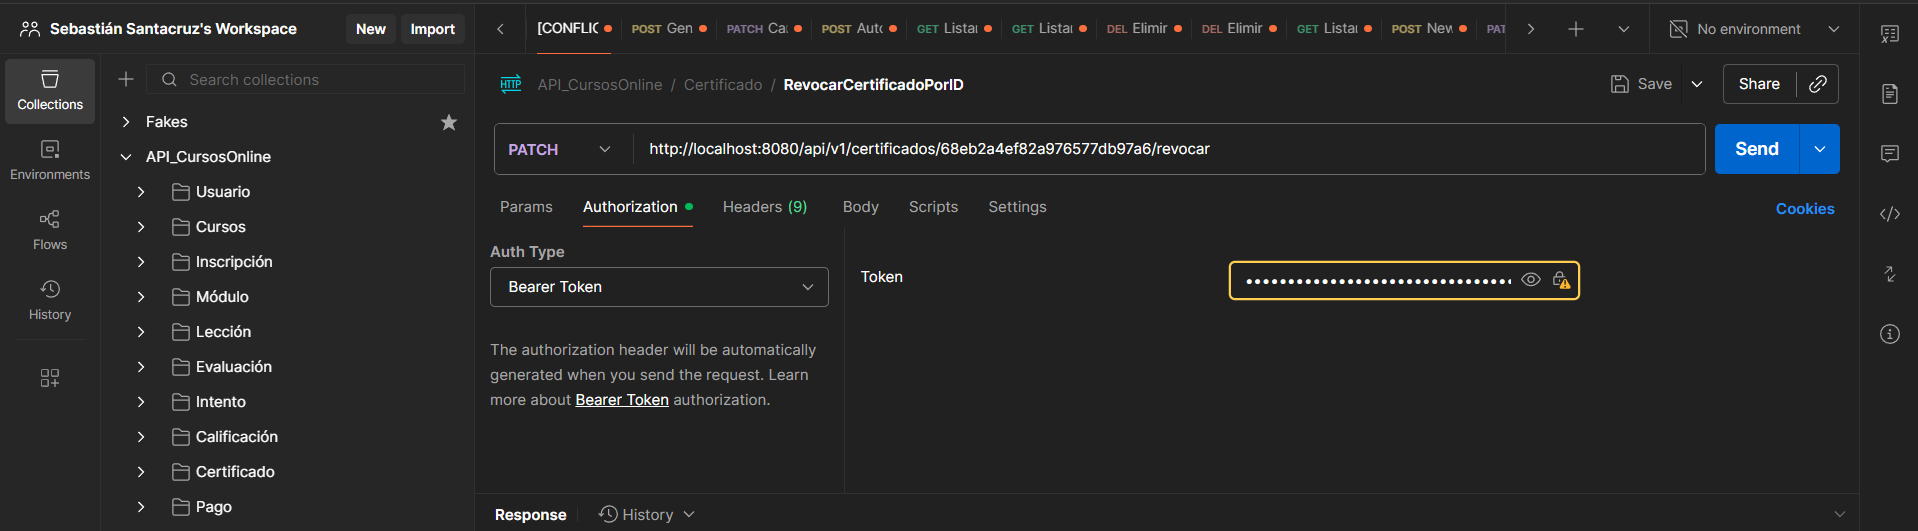 Sebastián Santacruz's Workspace
New
Import
[CONFLIC
POST Gen
PATCH Ca
POST Auto
GET Listar
GET Listar
DEL Elimir
DEL Elimir
GET Listar
POST New
PAT
No environment
Collections
Environments
Flows
History
Search collections
Fakes
API_CursosOnline
Usuario
Cursos
Inscripción
Módulo
Lección
Evaluación
Intento
Calificación
Certificado
Pago
HTTP
API_CursosOnline / Certificado / RevocarCertificadoPorID
Save
Share
PATCH
http://localhost:8080/api/v1/certificados/68eb2a4ef82a976577db97a6/revocar
Send
Params
Authorization
Headers (9)
Body
Scripts
Settings
Cookies
Auth Type
Bearer Token
The authorization header will be automatically
generated when you send the request. Learn
more about Bearer Token authorization.
Token
Response
History